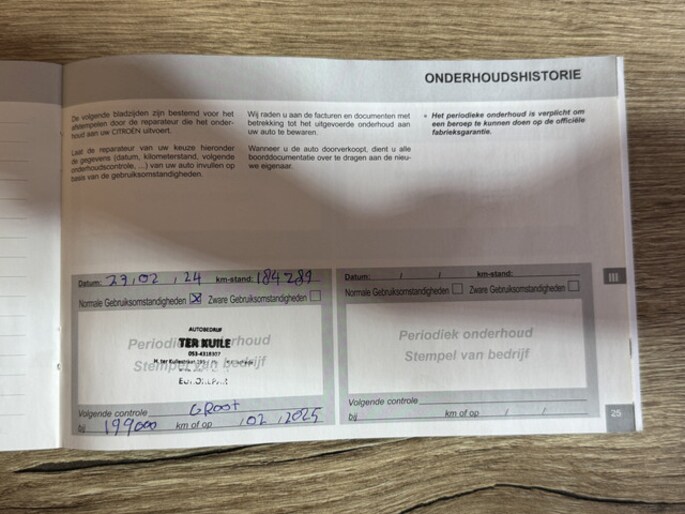 ONDERHOUDSHISTORIE
De volgende bladzijden zijn bestemd voor het
afstempelen door de reparateur die het onder-
houd aan uw CITROËN uitvoert.
Laat de reparateur van uw keuze hieronder
de gegevens (datum, kilometerstand, volgende
onderhoudscontrole, ...) van uw auto invullen op
basis van de gebruiksomstandigheden.
Wij raden u aan de facturen en documenten met
betrekking tot het uitgevoerde onderhoud aan
uw auto te bewaren.
Wanneer u de auto doorverkoopt, dient u alle
boorddocumentatie over te dragen aan de nieu-
we eigenaar.
+ Het periodieke onderhoud is verplicht om
een beroep te kunnen doen op de officiële
fabrieksgarantie.
Datum: 29,02,24 km-stand: 184289
Normale Gebruiksomstandigheden X Zware Gebruiksomstandigheden
Periodiek onderhoud
Stempel van bedrijf
AUTOBEDRIJF
TER KUILE
053-4318307
Volgende controle GROOT
bij 199000 km of op ,02,2025
Datum: / / km-stand:
Normale Gebruiksomstandigheden Zware Gebruiksomstandigheden
Periodiek onderhoud
Stempel van bedrijf
Volgende controle
bij km of op / /
III
25